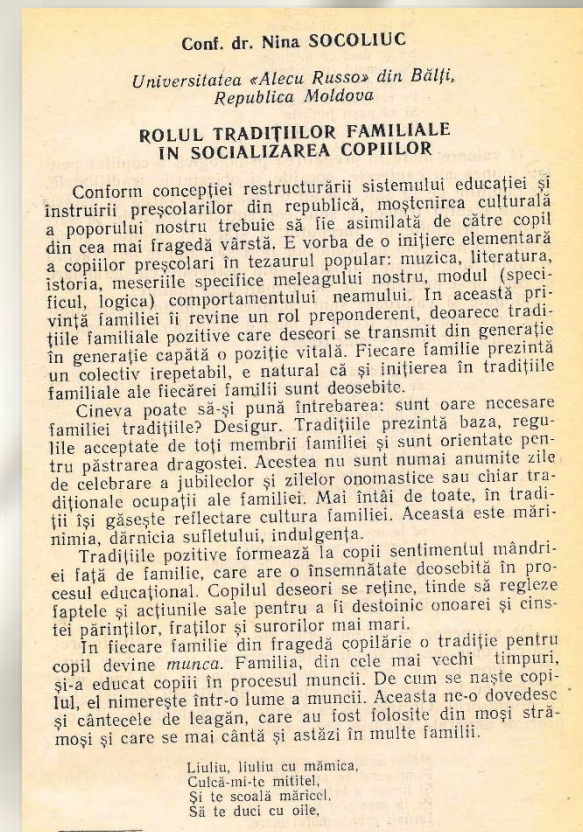 Conf. dr. Nina SOCOLIUC
Universitatea «Alecu Russo» din Bălți,
Republica Moldova
ROLUL TRADIȚIILOR FAMILIALE
IN SOCIALIZAREA COPIILOR
Conform concepției restructurării sistemului educației și
instruirii preșcolarilor din republică, moștenirea culturală
a poporului nostru trebuie să fie asimilată de către copil
din cea mai fragedă vârstă. E vorba de o inițiere elementară
a copiilor preșcolari în tezaurul popular: muzica, literatura,
istoria, meseriile specifice meleagului nostru, modul (speci-
ficul, logica) comportamentului neamului. In această pri-
vință familiei îi revine un rol preponderent, deoarece tradi-
țiile familiale pozitive care deseori se transmit din generație
în generație capătă o poziție vitală. Fiecare familie prezintă
un colectiv irepetabil, e natural că și inițierea în tradițiile
familiale ale fiecărei familii sunt deosebite.
Cineva poate să-și pună întrebarea: sunt oare necesare
familiei tradițiile? Desigur. Tradițiile prezintă baza, regu-
lile acceptate de toți membrii familiei și sunt orientate pen-
tru păstrarea dragostei. Acestea nu sunt numai anumite zile
de celebrare a jubileelor și zilelor onomastice sau chiar tra-
diționale ocupații ale familiei. Mai întâi de toate, în tradi-
ții își găsește reflectare cultura familiei. Aceasta este mări-
nimia, dărnicia sufletului, indulgența.
Tradițiile pozitive formează la copii sentimentul mândri-
ei față de familie, care are o însemnătate deosebită în pro-
cesul educațional. Copilul deseori se reține, tinde să regleze
faptele și acțiunile sale pentru a fi destoinic onoarei și cins-
tei părinților, fraților și surorilor mai mari.
In fiecare familie din fragedă copilărie o tradiție pentru
copil devine munca. Familia, din cele mai vechi timpuri,
și-a educat copiii în procesul muncii. De cum se naște copi-
lul, el nimerește într-o lume a muncii. Aceasta ne-o dovedesc
și cântecele de leagăn, care au fost folosite din moși stră-
moși și care se mai cântă și astăzi în multe familii.
Liuliu, liuliu cu mămica,
Culcă-mi-te mititel,
Și te scoală măricel,
Să te duci cu oile,